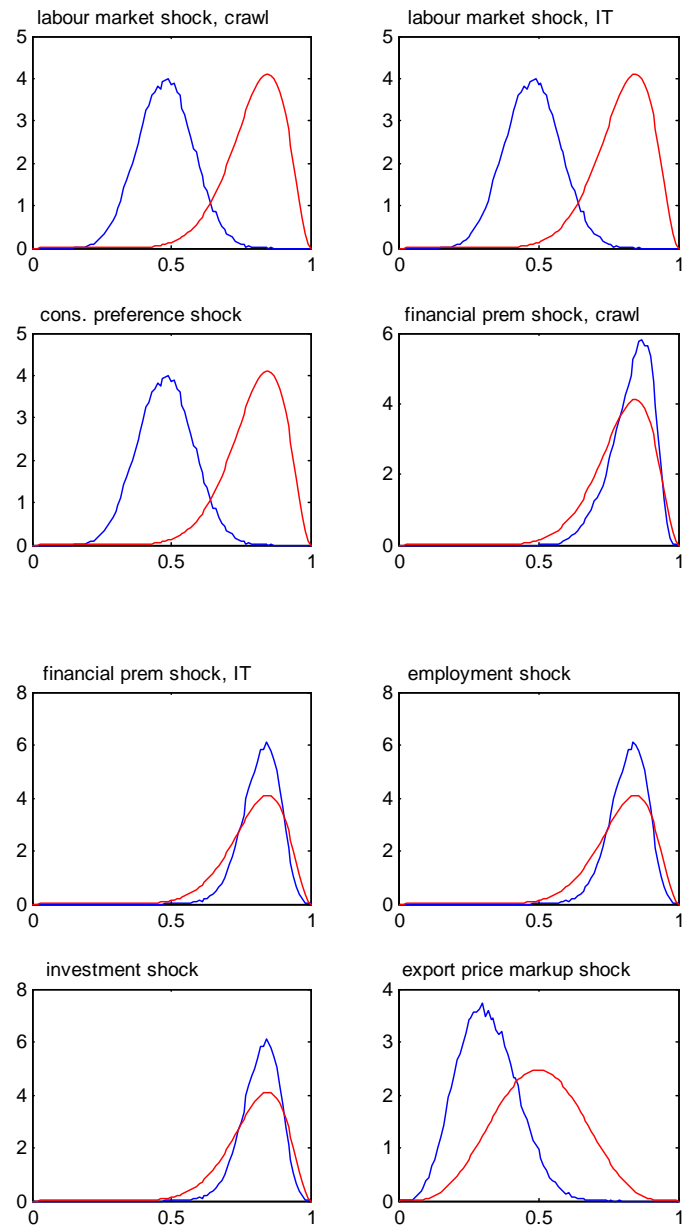 labour market shock, crawl
5
4
3
2
1
0
0 0.5 1
labour market shock, IT
5
4
3
2
1
0
0 0.5 1
cons. preference shock
5
4
3
2
1
0
0 0.5 1
financial prem shock, crawl
6
4
2
0
0 0.5 1
financial prem shock, IT
8
6
4
2
0
0 0.5 1
employment shock
8
6
4
2
0
0 0.5 1
investment shock
8
6
4
2
0
0 0.5 1
export price markup shock
4
3
2
1
0
0 0.5 1